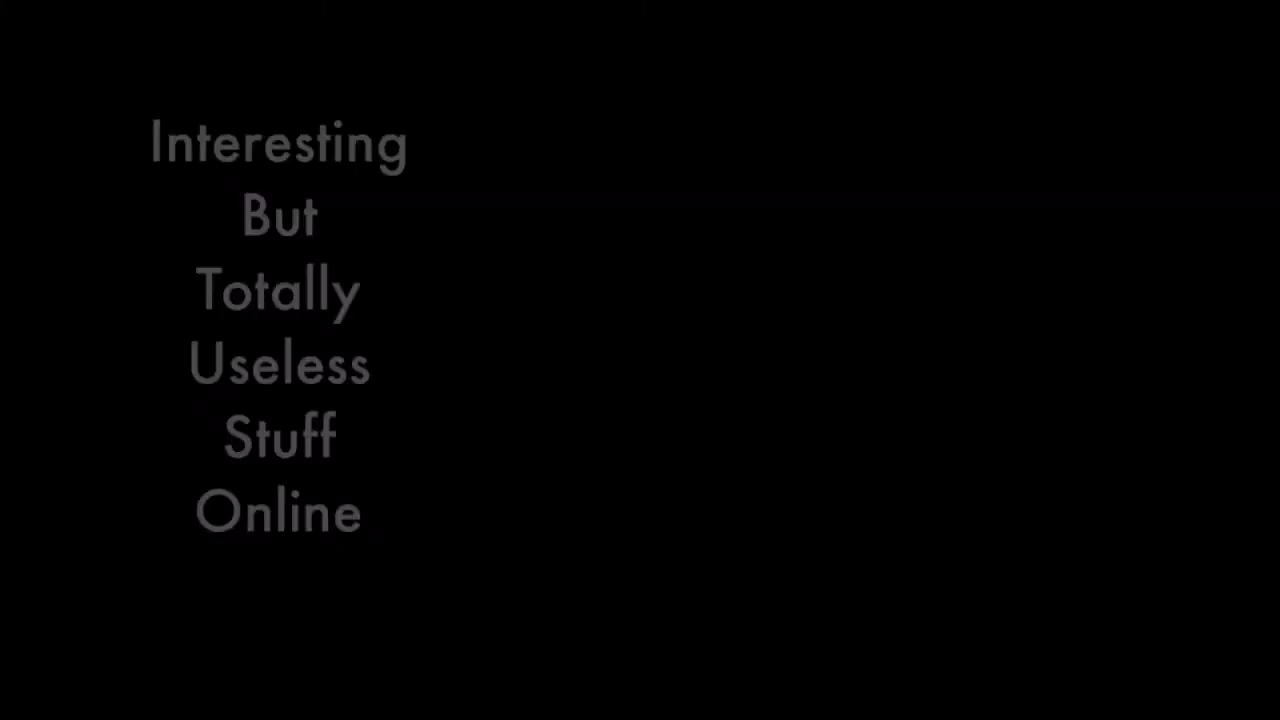 Interesting
But
Totally
Useless
Stuff
Online